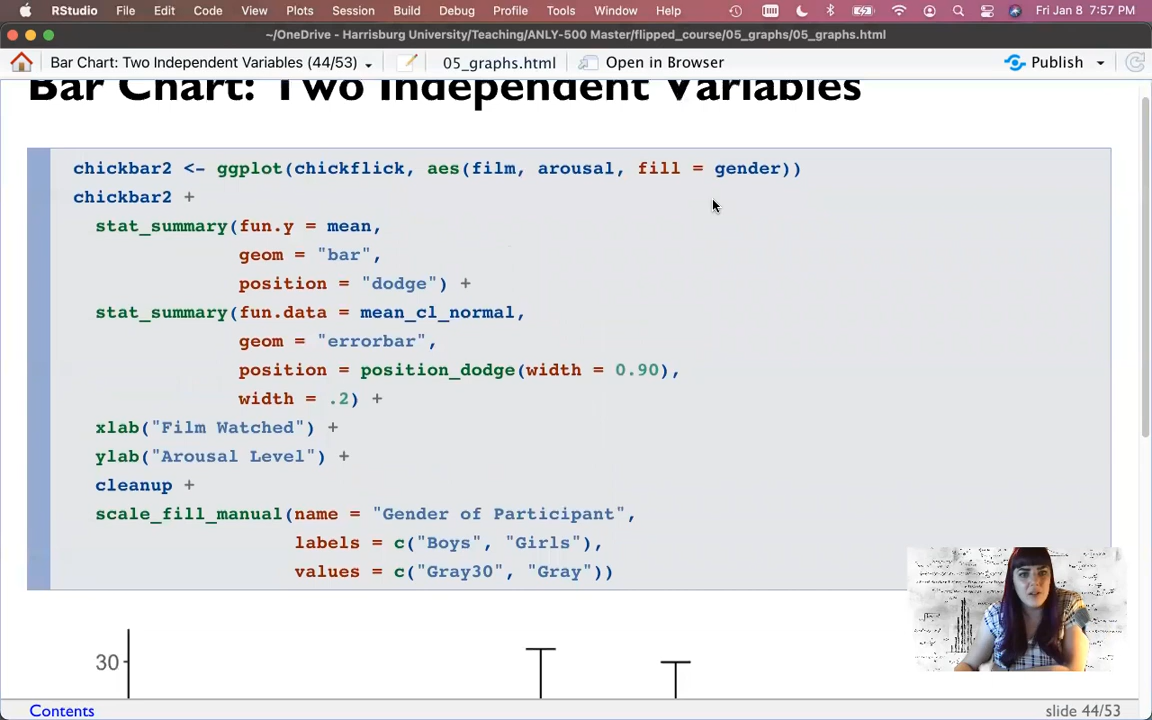 RStudio File Edit Code View Plots Session Build Debug Profile Tools Window Help Fri Jan 8 7:57 PM
~/OneDrive - Harrisburg University/Teaching/ANLY-500 Master/flipped_course/05_graphs/05_graphs.html
Bar Chart: Two Independent Variables (44/53) 05_graphs.html Open in Browser Publish
Bar Chart: Two Independent Variables
chickbar2 <- ggplot(chickflick, aes(film, arousal, fill = gender))
chickbar2 +
stat_summary(fun.y = mean,
geom = "bar",
position = "dodge") +
stat_summary(fun.data = mean_cl_normal,
geom = "errorbar",
position = position_dodge(width = 0.90),
width = .2) +
xlab("Film Watched") +
ylab("Arousal Level") +
cleanup +
scale_fill_manual(name = "Gender of Participant",
labels = c("Boys", "Girls"),
values = c("Gray30", "Gray"))
30
Contents slide 44/53